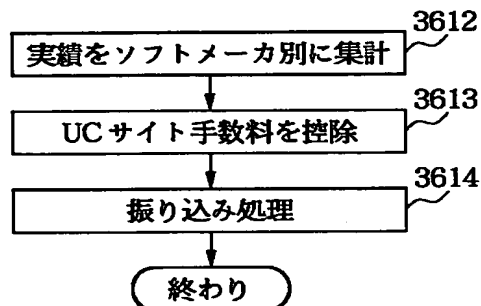 3612
実績をソフトメーカ別に集計
3613
UCサイト手数料を控除
3614
振り込み処理
終わり